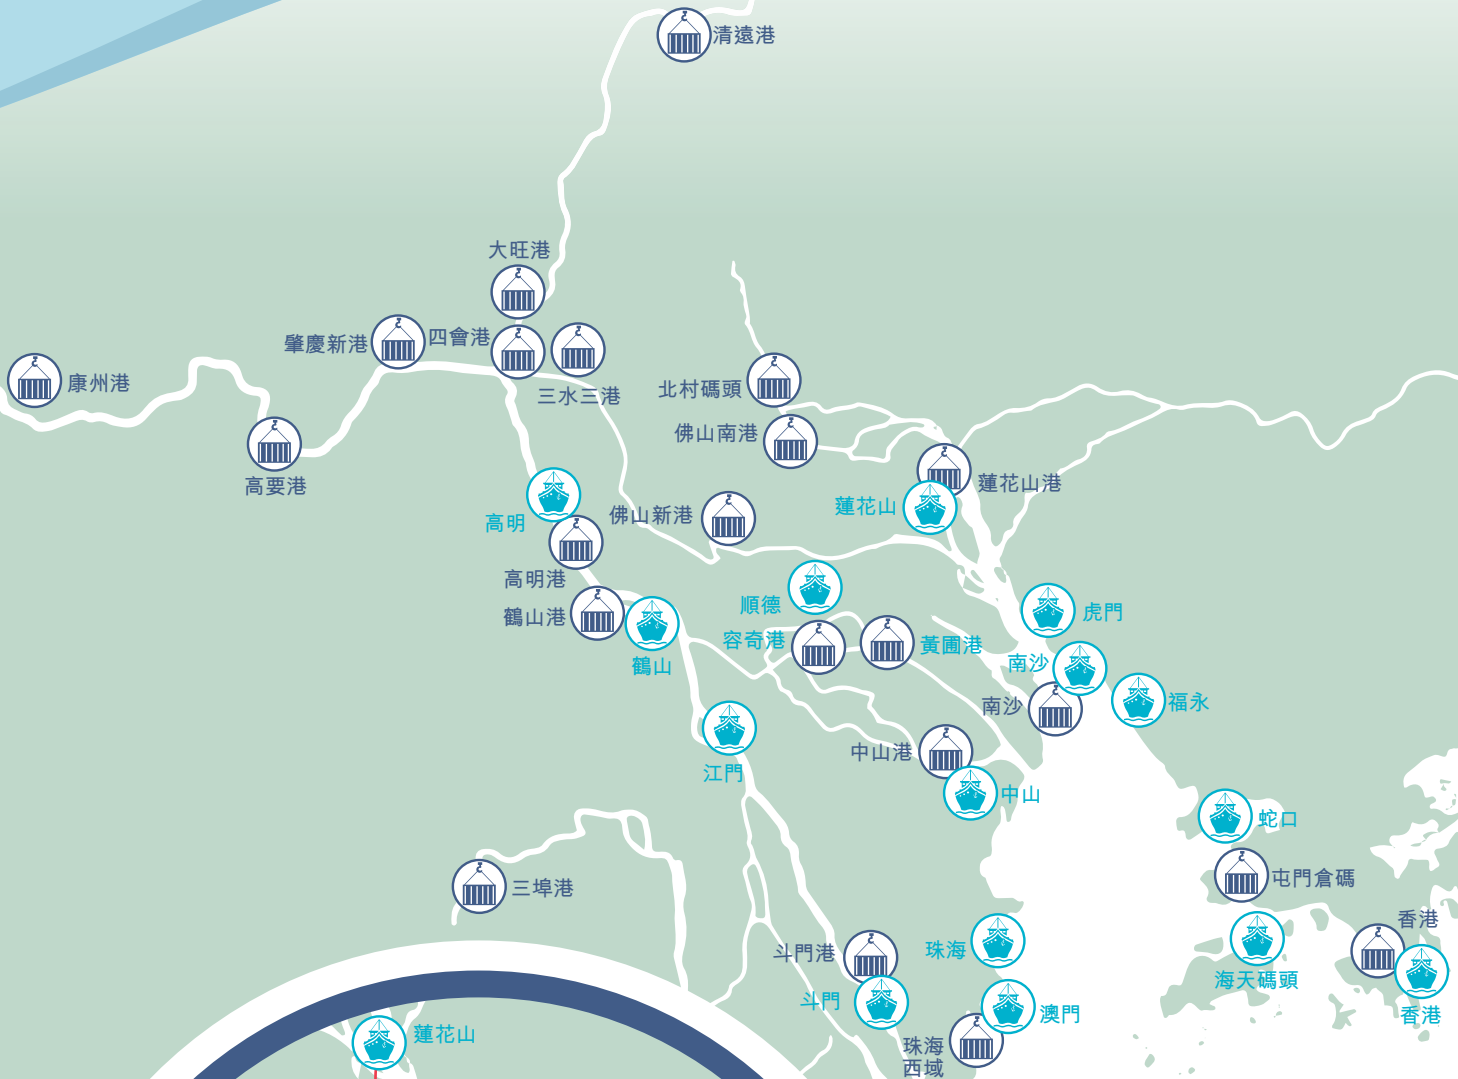 清遠港
大旺港
肇慶新港
四會港
康州港
三水三港
北村碼頭
佛山南港
高要港
蓮花山港
蓮花山
高明
佛山新港
高明港
順德
虎門
鶴山港
容奇港
黃圃港
鶴山
南沙
南沙
福永
中山港
江門
中山
蛇口
屯門倉碼
三埠港
香港
斗門港
珠海
海天碼頭
斗門
澳門
香港
蓮花山
珠海
西域